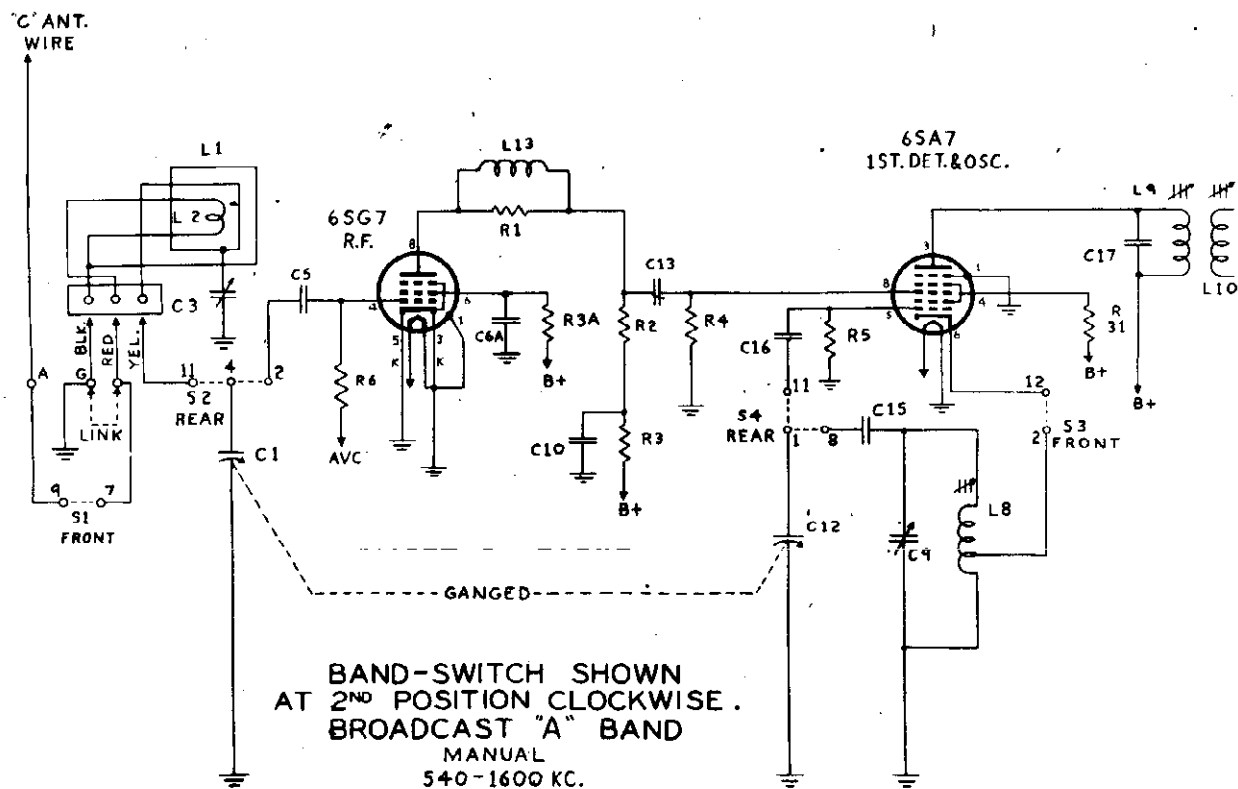 "C" ANT.
WIRE
L1
L2
C3
BLK.
RED
YEL.
A
G
LINK
11
4
2
S2
REAR
9
7
S1
FRONT
C1
C5
R6
AVC
6SG7
R.F.
8
4
6
5
3
1
K
K
L13
R1
C6A
R3A
B+
C13
R2
C10
R3
B+
R4
6SA7
1ST. DET. & OSC.
3
1
8
4
5
6
C16
R5
11
S4
REAR
1
8
C15
12
2
S3
FRONT
L8
C9
C12
R
31
B+
L9
C17
L10
B+
GANGED
BAND-SWITCH SHOWN
AT 2ND POSITION CLOCKWISE.
BROADCAST "A" BAND
MANUAL
540-1600 KC.